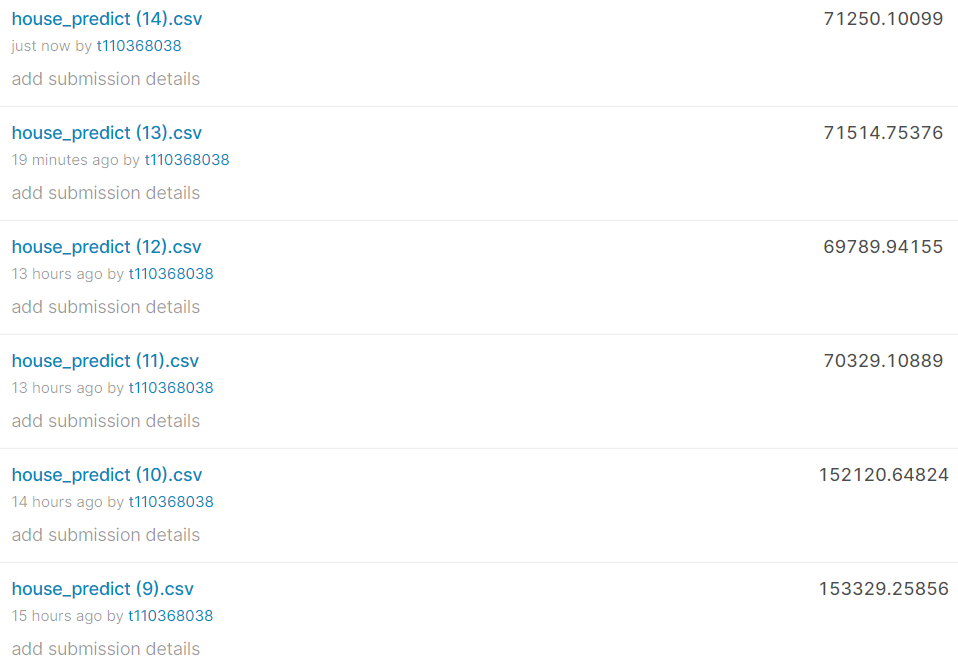 house_predict (14).csv 71250.10099
just now by t110368038
add submission details
house_predict (13).csv 71514.75376
19 minutes ago by t110368038
add submission details
house_predict (12).csv 69789.94155
13 hours ago by t110368038
add submission details
house_predict (11).csv 70329.10889
13 hours ago by t110368038
add submission details
house_predict (10).csv 152120.64824
14 hours ago by t110368038
add submission details
house_predict (9).csv 153329.25856
15 hours ago by t110368038
add submission details